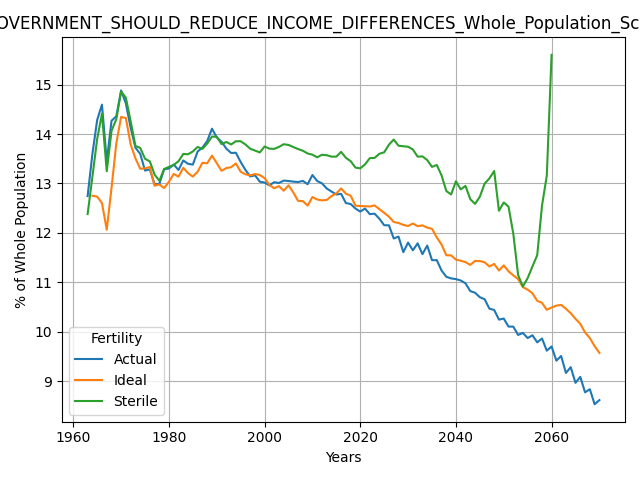 OVERNMENT_SHOULD_REDUCE_INCOME_DIFFERENCES_Whole_Population_Sc
% of Whole Population
15
14
13
12
11
10
9
Fertility
Actual
Ideal
Sterile
1960 1980 2000 2020 2040 2060
Years